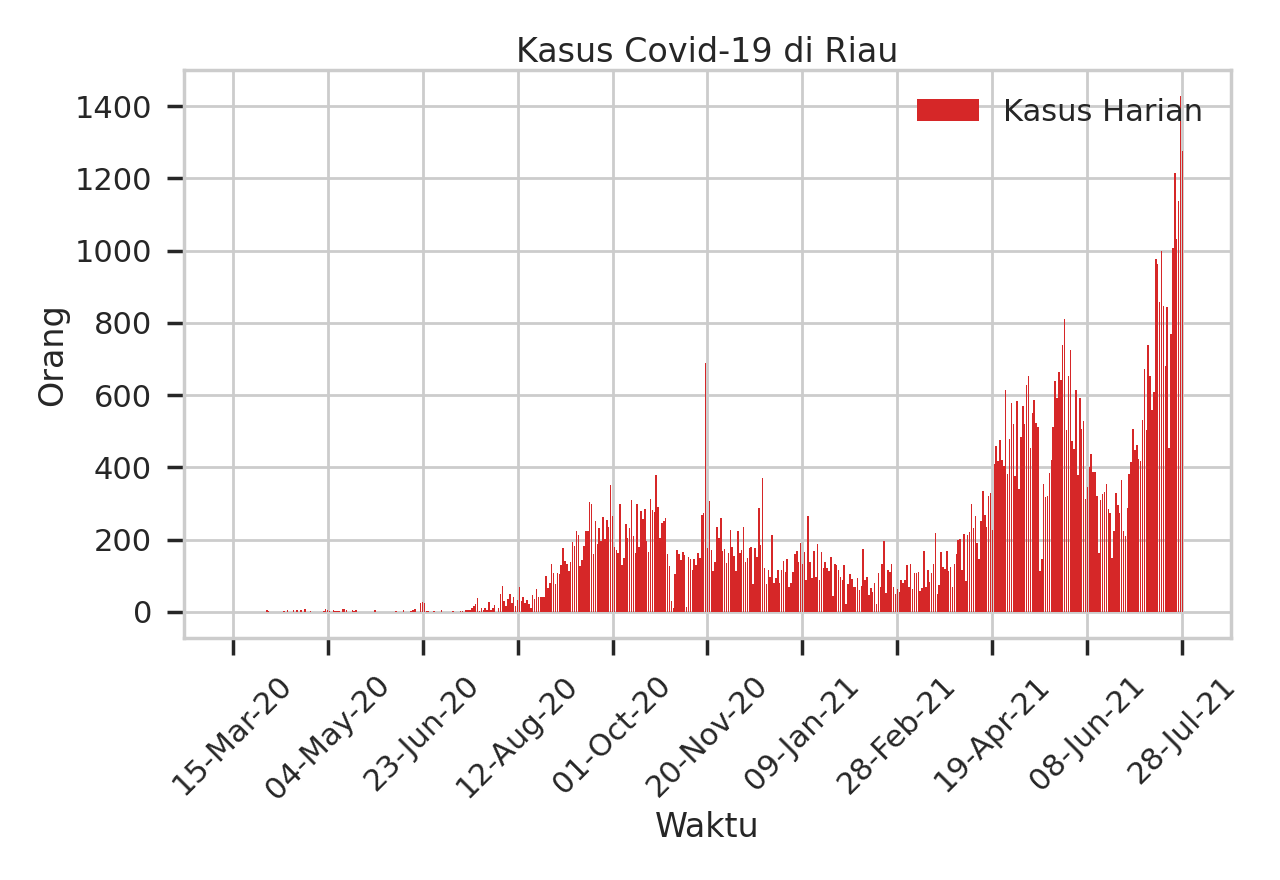 Kasus Covid-19 di Riau
Kasus Harian
1400
1200
1000
800
600
400
200
0
Orang
15-Mar-20
04-May-20
23-Jun-20
12-Aug-20
01-Oct-20
20-Nov-20
09-Jan-21
28-Feb-21
19-Apr-21
08-Jun-21
28-Jul-21
Waktu